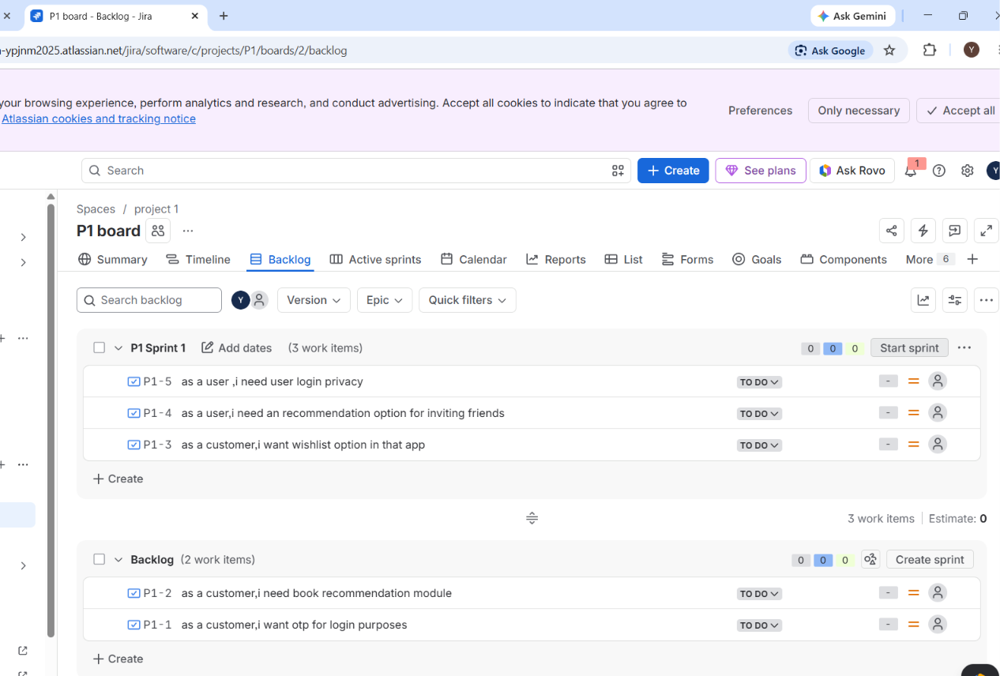 P1 board - Backlog - Jira
Ask Gemini
-ypjnm2025.atlassian.net/jira/software/c/projects/P1/boards/2/backlog
Ask Google
Y
your browsing experience, perform analytics and research, and conduct advertising. Accept all cookies to indicate that you agree to
Atlassian cookies and tracking notice
Preferences
Only necessary
Accept all
Search
Create
See plans
Ask Rovo
1
Y
Spaces / project 1
P1 board
Summary
Timeline
Backlog
Active sprints
Calendar
Reports
List
Forms
Goals
Components
More 6
Search backlog
Y
Version
Epic
Quick filters
P1 Sprint 1 Add dates (3 work items) 0 0 0 Start sprint
P1-5 as a user ,i need user login privacy TO DO -
P1-4 as a user,i need an recommendation option for inviting friends TO DO -
P1-3 as a customer,i want wishlist option in that app TO DO -
Create
3 work items Estimate: 0
Backlog (2 work items) 0 0 0 Create sprint
P1-2 as a customer,i need book recommendation module TO DO -
P1-1 as a customer,i want otp for login purposes TO DO -
Create